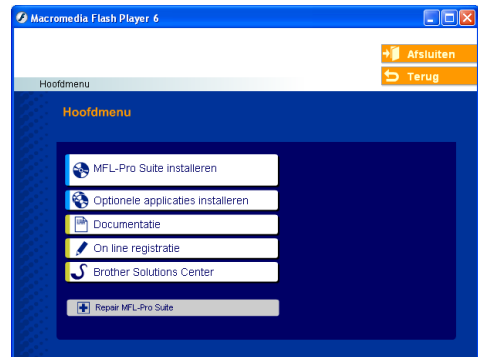 Macromedia Flash Player 6
Afsluiten
Terug
Hoofdmenu
Hoofdmenu
MFL-Pro Suite installeren
Optionele applicaties installeren
Documentatie
On line registratie
Brother Solutions Center
Repair MFL-Pro Suite